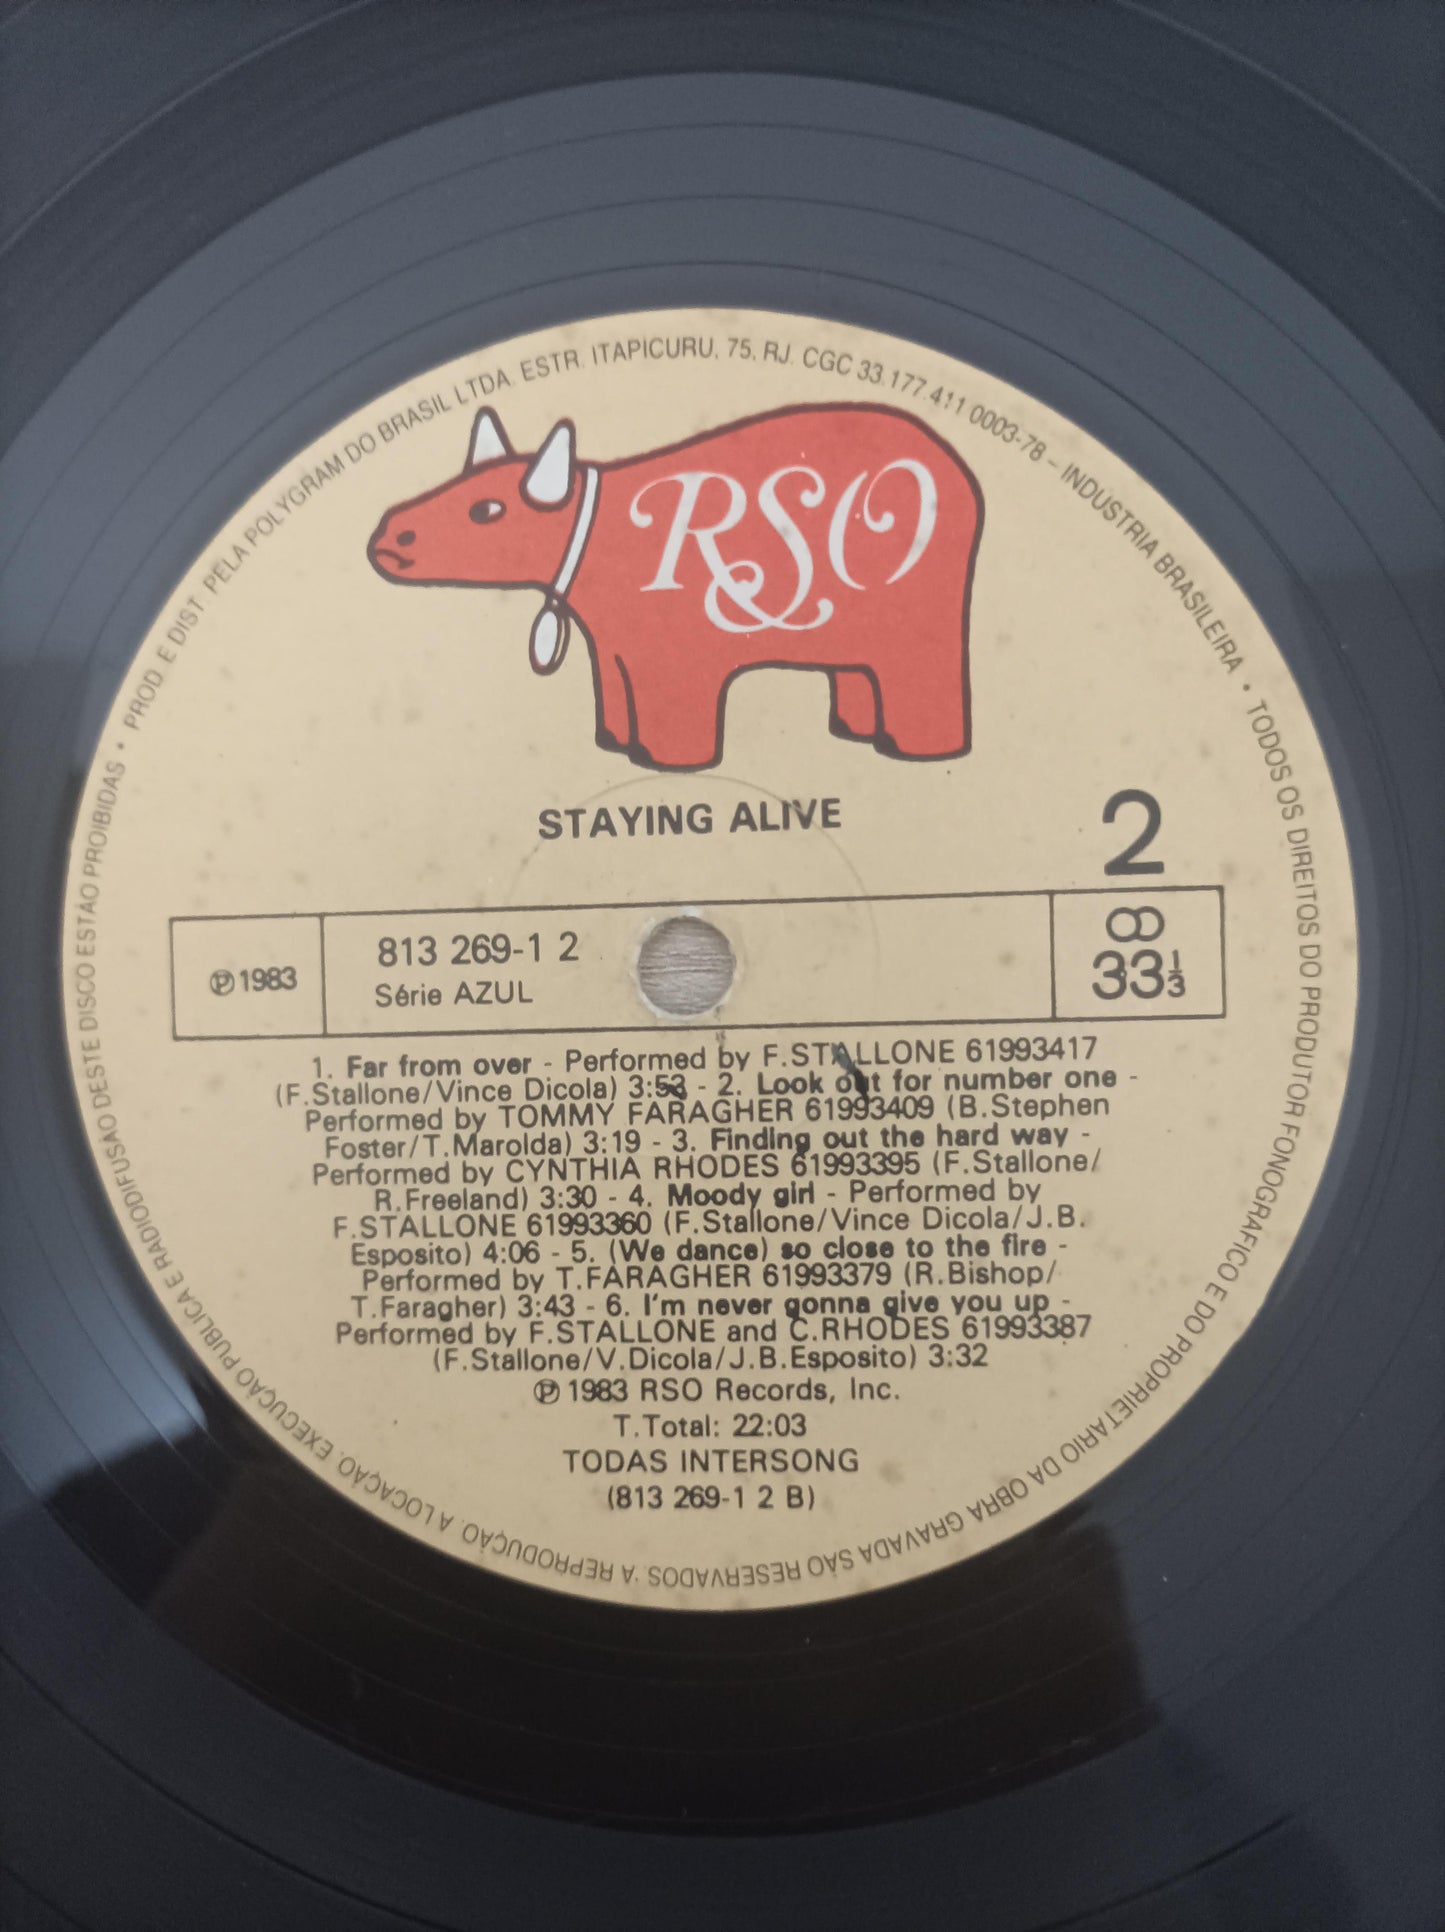 • PROD. E DIST. PELA POLYGRAM DO BRASIL LTDA. ESTR. ITAPICURU, 75, RJ. CGC 33.177.411 0003-78 – INDUSTRIA BRASILEIRA • TODOS OS DIREITOS DO PRODUTOR FONOGRAFICO E DO PROPRIETARIO DA OBRA GRAVADA SAO RESERVADOS. A REPRODUÇÃO, A LOCAÇÃO, EXECUÇÃO PUBLICA E RADIODIFUSAO DESTE DISCO ESTÃO PROIBIDAS
RSO
STAYING ALIVE
2
℗ 1983
813 269-1 2
Série AZUL
33 1/3
1. Far from over - Performed by F.STALLONE 61993417
(F.Stallone/Vince Dicola) 3:53 - 2. Look out for number one -
Performed by TOMMY FARAGHER 61993409 (B.Stephen
Foster/T.Marolda) 3:19 - 3. Finding out the hard way -
Performed by CYNTHIA RHODES 61993395 (F.Stallone/
R.Freeland) 3:30 - 4. Moody girl - Performed by
F.STALLONE 61993360 (F.Stallone/Vince Dicola/J.B.
Esposito) 4:06 - 5. (We dance) so close to the fire -
Performed by T.FARAGHER 61993379 (R.Bishop/
T.Faragher) 3:43 - 6. I'm never gonna give you up -
Performed by F.STALLONE and C.RHODES 61993387
(F.Stallone/V.Dicola/J.B.Esposito) 3:32
℗ 1983 RSO Records, Inc.
T.Total: 22:03
TODAS INTERSONG
(813 269-1 2 B)